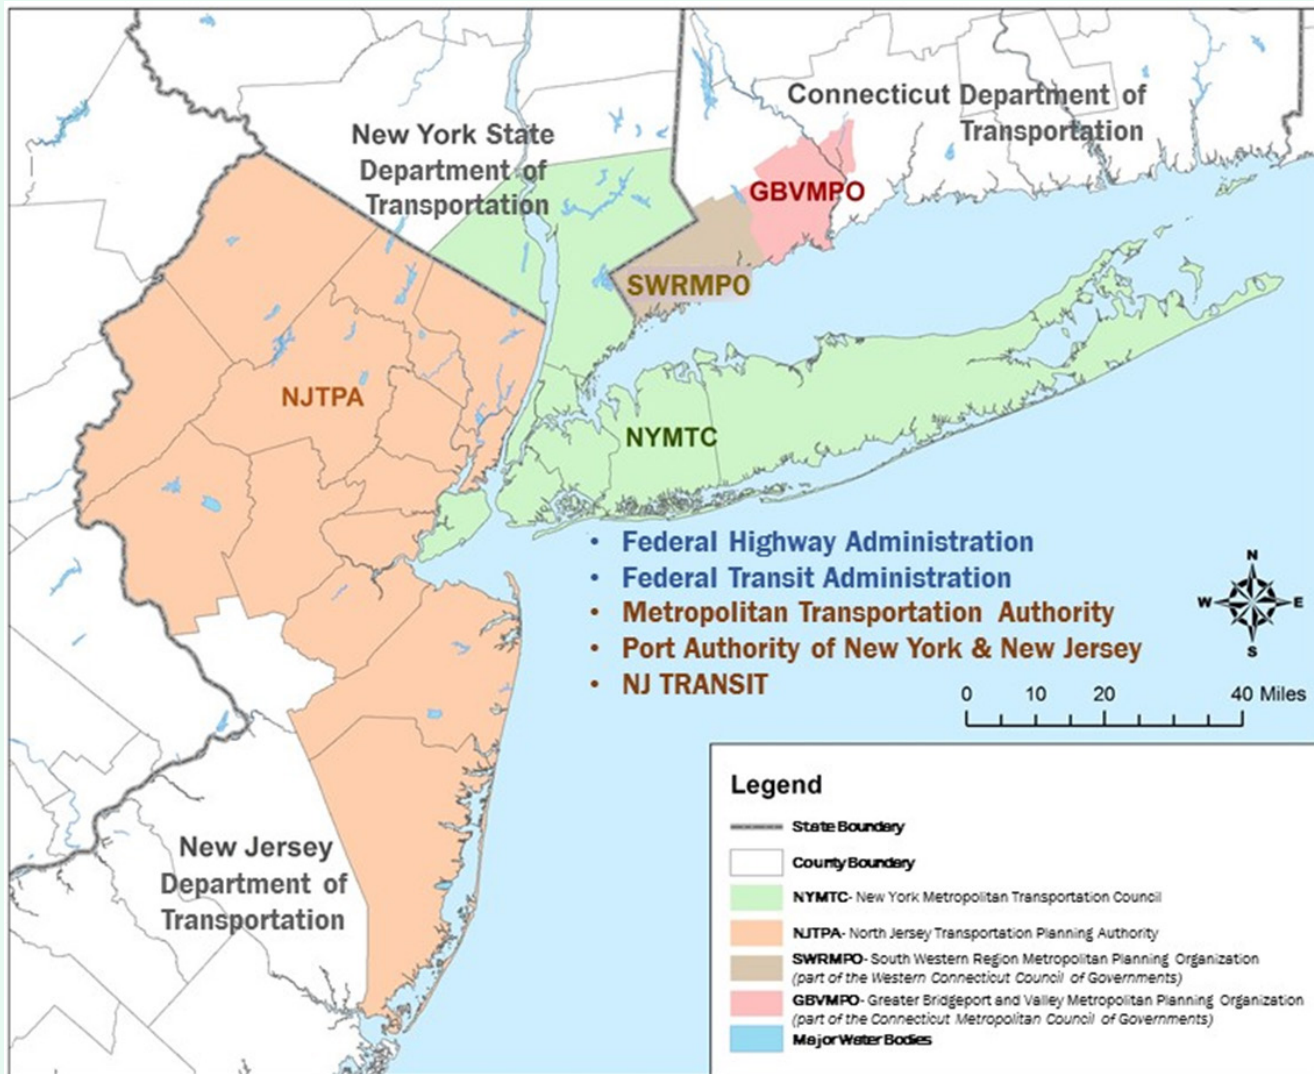 New York State
Department of
Transportation
Connecticut Department of
Transportation
GBVMPO
SWRMPO
NJTPA
NYMTC
• Federal Highway Administration
• Federal Transit Administration
• Metropolitan Transportation Authority
• Port Authority of New York & New Jersey
• NJ TRANSIT
N
W E
S
0 10 20 40 Miles
New Jersey
Department of
Transportation
Legend
State Boundary
County Boundary
NYMTC- New York Metropolitan Transportation Council
NJTPA- North Jersey Transportation Planning Authority
SWRMPO- South Western Region Metropolitan Planning Organization
(part of the Western Connecticut Council of Governments)
GBVMPO- Greater Bridgeport and Valley Metropolitan Planning Organization
(part of the Connecticut Metropolitan Council of Governments)
Major Water Bodies